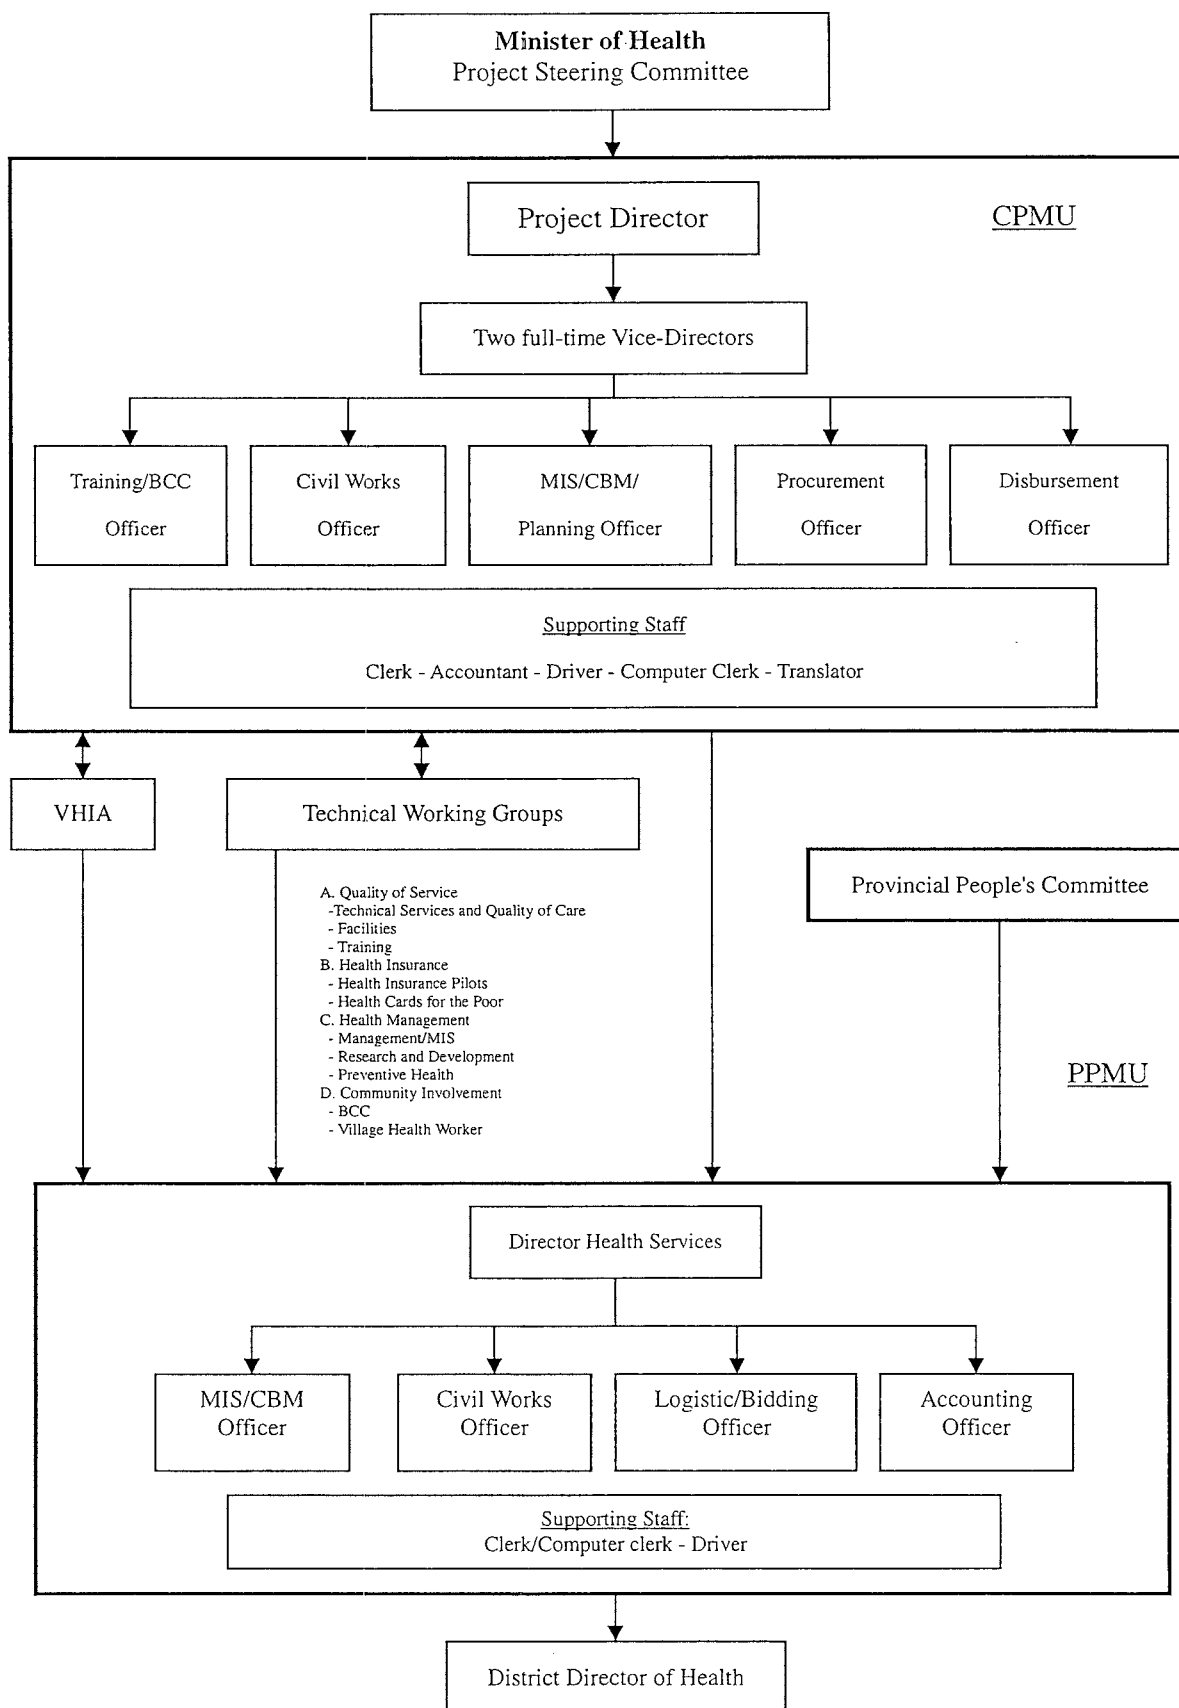 Minister of Health
Project Steering Committee
Project Director
CPMU
Two full-time Vice-Directors
Training/BCC
Officer
Civil Works
Officer
MIS/CBM/
Planning Officer
Procurement
Officer
Disbursement
Officer
Supporting Staff
Clerk - Accountant - Driver - Computer Clerk - Translator
VHIA
Technical Working Groups
Provincial People's Committee
A. Quality of Service
-Technical Services and Quality of Care
- Facilities
- Training
B. Health Insurance
- Health Insurance Pilots
- Health Cards for the Poor
C. Health Management
- Management/MIS
- Research and Development
- Preventive Health
D. Community Involvement
- BCC
- Village Health Worker
PPMU
Director Health Services
MIS/CBM
Officer
Civil Works
Officer
Logistic/Bidding
Officer
Accounting
Officer
Supporting Staff:
Clerk/Computer clerk - Driver
District Director of Health